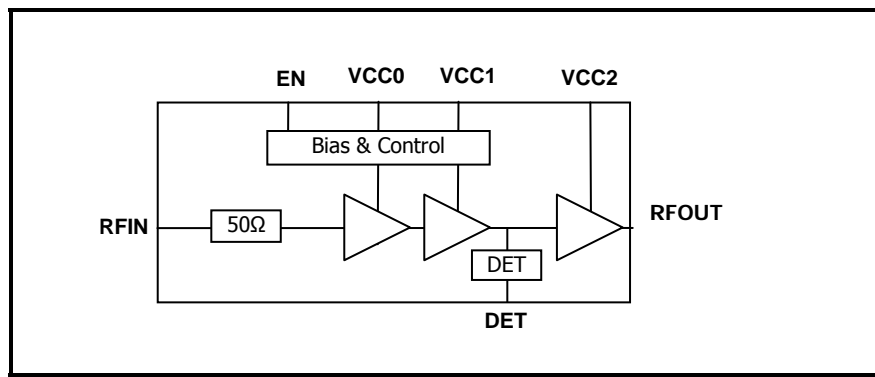 EN VCC0 VCC1 VCC2
Bias & Control
RFIN 50Ω RFOUT
DET
DET